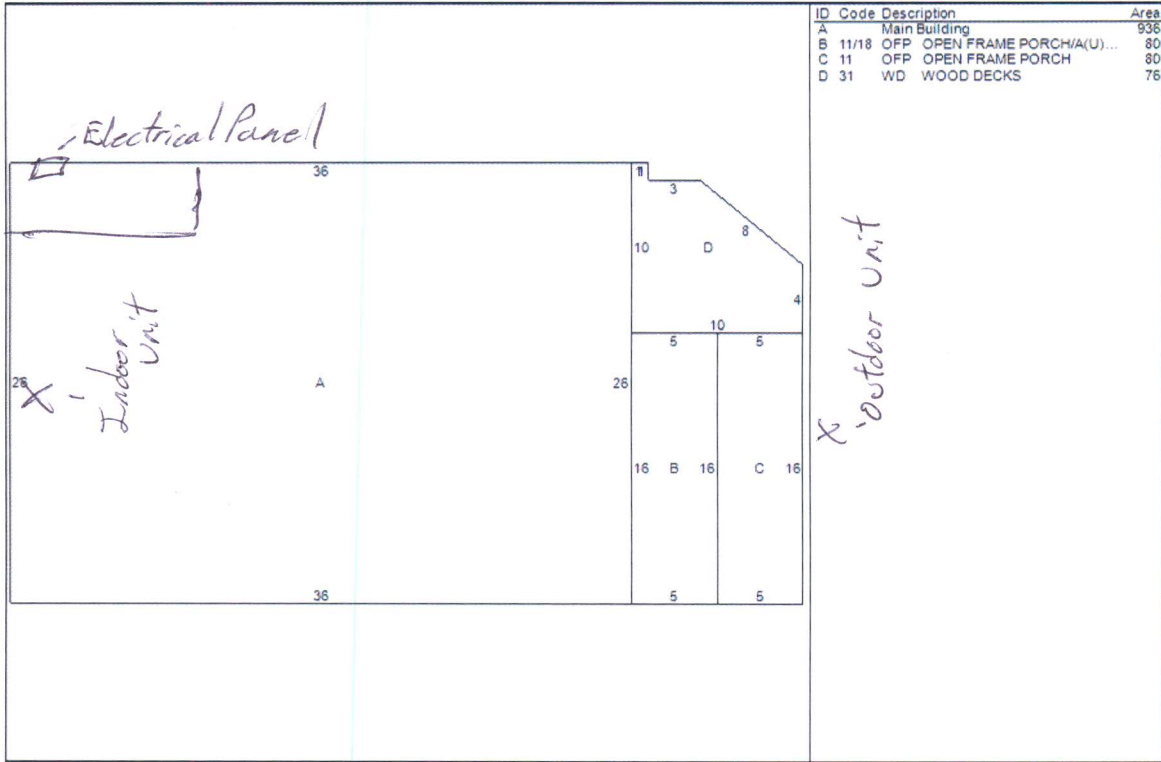 ID Code Description Area
A Main Building 936
B 11/18 OFP OPEN FRAME PORCH/A(U)... 80
C 11 OFP OPEN FRAME PORCH 80
D 31 WD WOOD DECKS 76
Electrical Panel
36
1
3
8
10
D
4
10
5
5
Indoor
Unit
X
A
26
16
B
16
C
16
X
Outdoor Unit
36
5
5